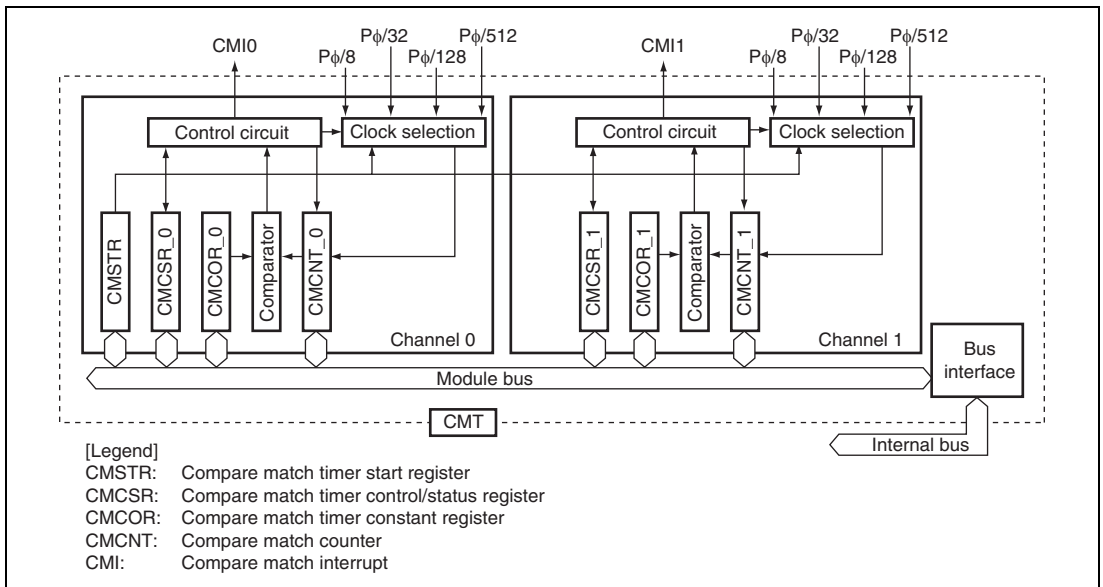 CMI0
Pϕ/8
Pϕ/32
Pϕ/128
Pϕ/512
CMI1
Pϕ/8
Pϕ/32
Pϕ/128
Pϕ/512
Control circuit
Clock selection
Control circuit
Clock selection
CMSTR
CMCSR_0
CMCOR_0
Comparator
CMCNT_0
CMCSR_1
CMCOR_1
Comparator
CMCNT_1
Channel 0
Channel 1
Module bus
Bus
interface
CMT
Internal bus
[Legend]
CMSTR: Compare match timer start register
CMCSR: Compare match timer control/status register
CMCOR: Compare match timer constant register
CMCNT: Compare match counter
CMI: Compare match interrupt